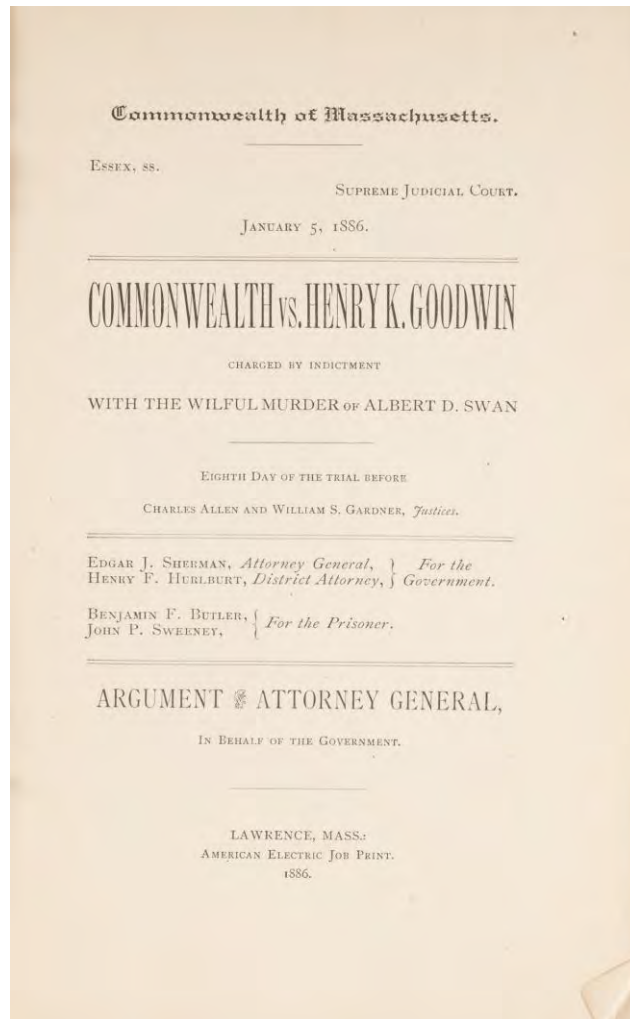 Commonwealth of Massachusetts.
ESSEX, SS.
SUPREME JUDICIAL COURT.
JANUARY 5, 1886.
COMMONWEALTH VS. HENRY K. GOODWIN
CHARGED BY INDICTMENT
WITH THE WILFUL MURDER OF ALBERT D. SWAN
EIGHTH DAY OF THE TRIAL BEFORE
CHARLES ALLEN AND WILLIAM S. GARDNER, Justices.
EDGAR J. SHERMAN, Attorney General, } For the
HENRY F. HURLBURT, District Attorney, } Government.
BENJAMIN F. BUTLER, { For the Prisoner.
JOHN P. SWEENEY, {
ARGUMENT OF ATTORNEY GENERAL,
IN BEHALF OF THE GOVERNMENT.
LAWRENCE, MASS.:
AMERICAN ELECTRIC JOB PRINT.
1886.